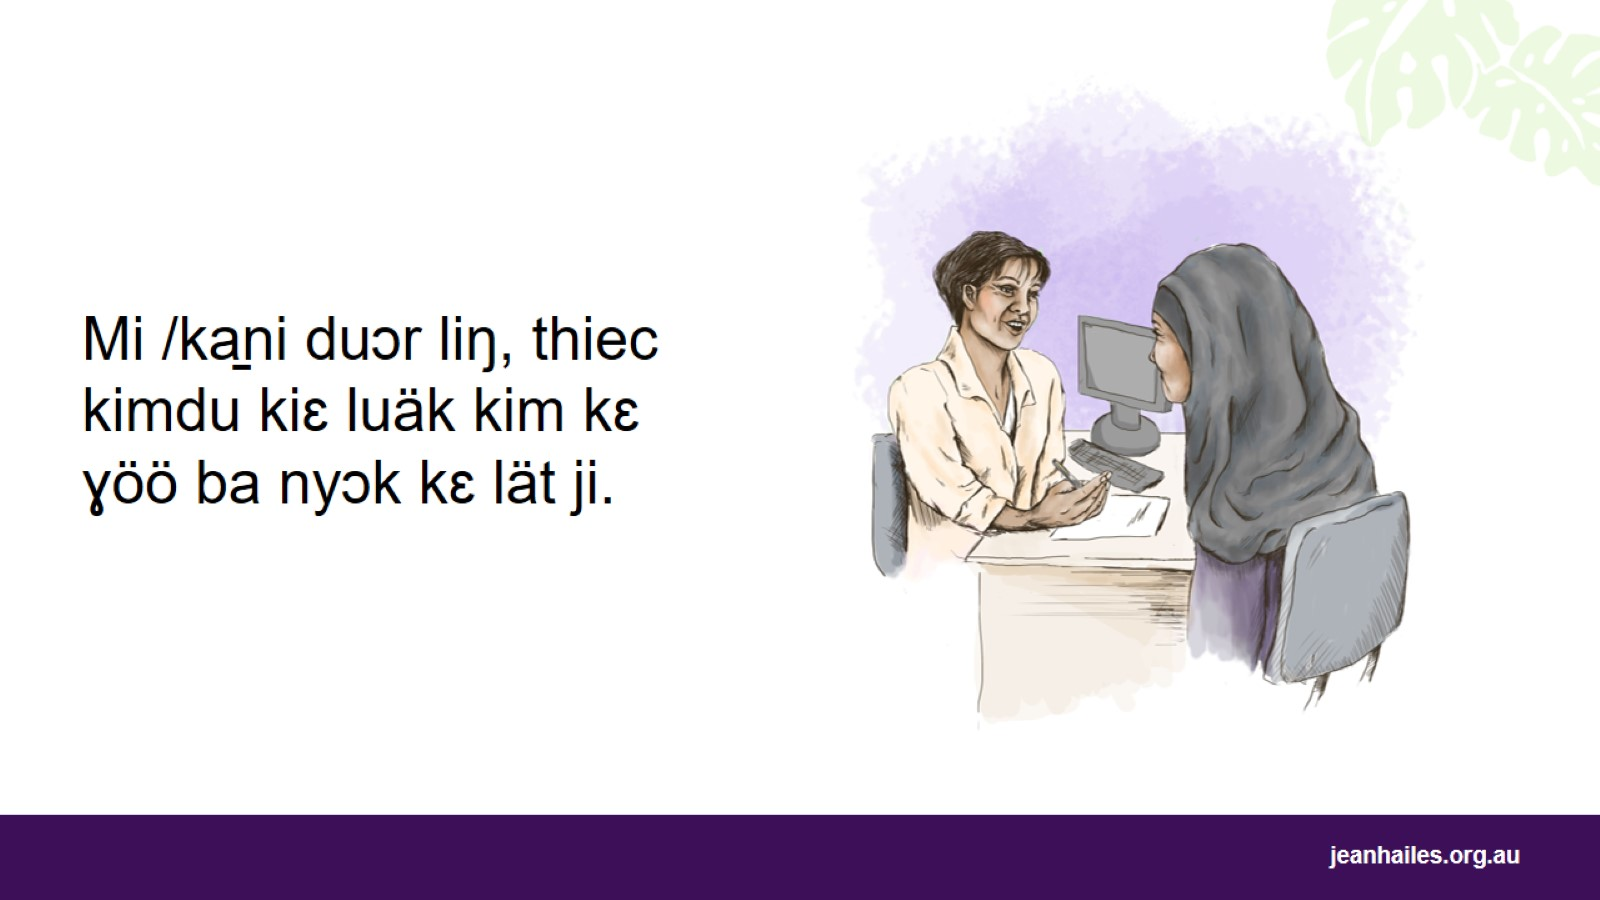 Mi /ka̱ni duɔr liŋ, thiec
kimdu kiɛ luäk kim kɛ
ɣöö ba nyɔk kɛ lät ji.
jeanhailes.org.au